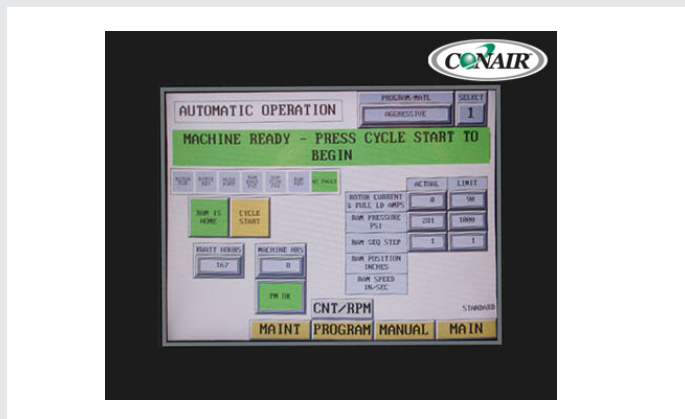 CONAIR
AUTOMATIC OPERATION
PROGRAM-MATL
AGGRESSIVE
SELECT
1
MACHINE READY - PRESS CYCLE START TO
BEGIN
ACTUAL
LIMIT
ROTOR CURRENT
% FULL LD AMPS
0
90
RAM PRESSURE
PSI
281
1000
RAM SEQ STEP
1
1
RAM POSITION
INCHES
RAM SPEED
IN/SEC
RAM IS
HOME
CYCLE
START
KWATT HOURS
167
MACHINE HRS
8
PM OK
CNT/RPM
STANDARD
MAINT
PROGRAM
MANUAL
MAIN